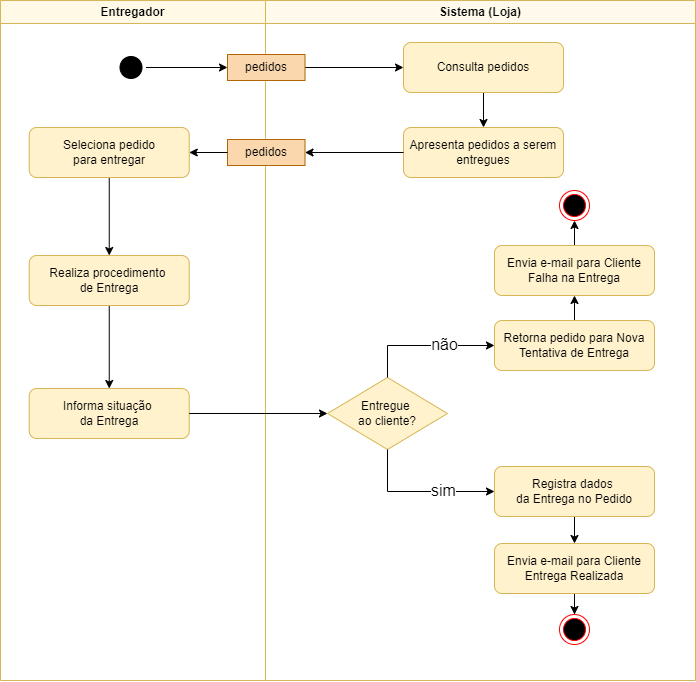 Entregador
Sistema (Loja)
pedidos
Consulta pedidos
Seleciona pedido
para entregar
pedidos
Apresenta pedidos a serem
entregues
Realiza procedimento
de Entrega
Envia e-mail para Cliente
Falha na Entrega
não
Retorna pedido para Nova
Tentativa de Entrega
Informa situação
da Entrega
Entregue
ao cliente?
sim
Registra dados
da Entrega no Pedido
Envia e-mail para Cliente
Entrega Realizada